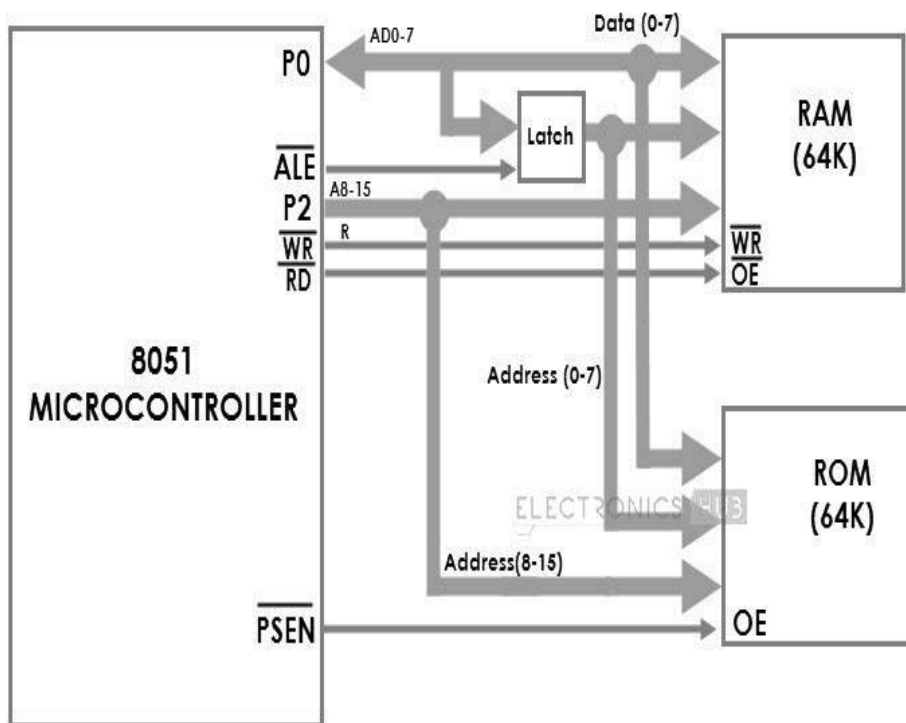 AD0-7
Data (0-7)
P0
RAM
(64K)
Latch
ALE
A8-15
P2
R
WR
WR
RD
OE
8051
MICROCONTROLLER
Address (0-7)
ROM
(64K)
ELECTRONICS HUB
Address(8-15)
PSEN
OE